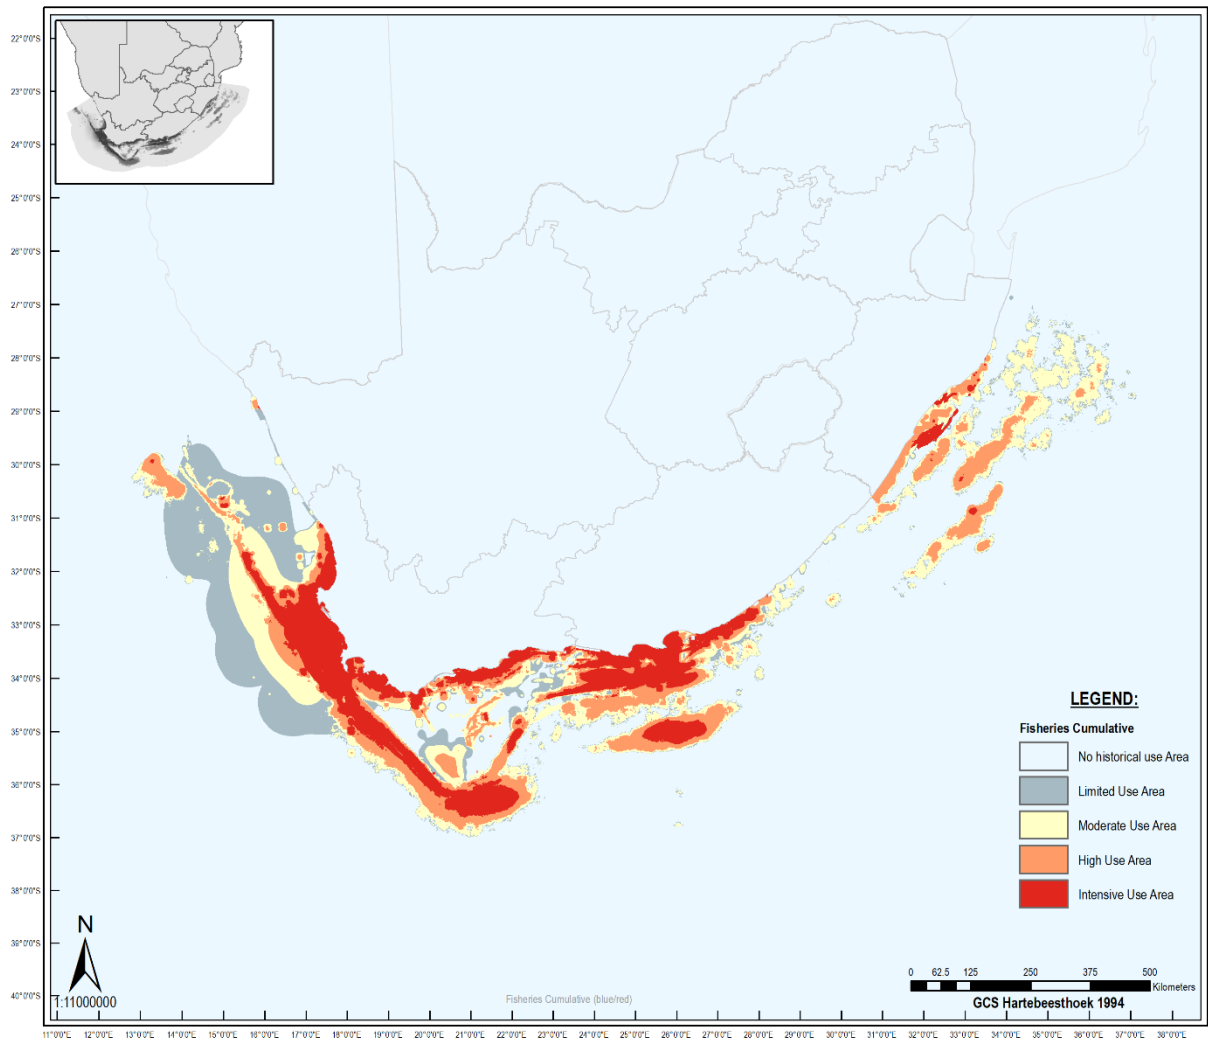 22°0'0"S
23°0'0"S
24°0'0"S
25°0'0"S
26°0'0"S
27°0'0"S
28°0'0"S
29°0'0"S
30°0'0"S
31°0'0"S
32°0'0"S
33°0'0"S
34°0'0"S
35°0'0"S
36°0'0"S
37°0'0"S
38°0'0"S
39°0'0"S
40°0'0"S
LEGEND:
Fisheries Cumulative
No historical use Area
Limited Use Area
Moderate Use Area
High Use Area
Intensive Use Area
N
1:11000000
Fisheries Cumulative (blue/red)
0 62.5 125 250 375 500
Kilometers
GCS Hartebeesthoek 1994
11°0'0"E 12°0'0"E 13°0'0"E 14°0'0"E 15°0'0"E 16°0'0"E 17°0'0"E 18°0'0"E 19°0'0"E 20°0'0"E 21°0'0"E 22°0'0"E 23°0'0"E 24°0'0"E 25°0'0"E 26°0'0"E 27°0'0"E 28°0'0"E 29°0'0"E 30°0'0"E 31°0'0"E 32°0'0"E 33°0'0"E 34°0'0"E 35°0'0"E 36°0'0"E 37°0'0"E 38°0'0"E